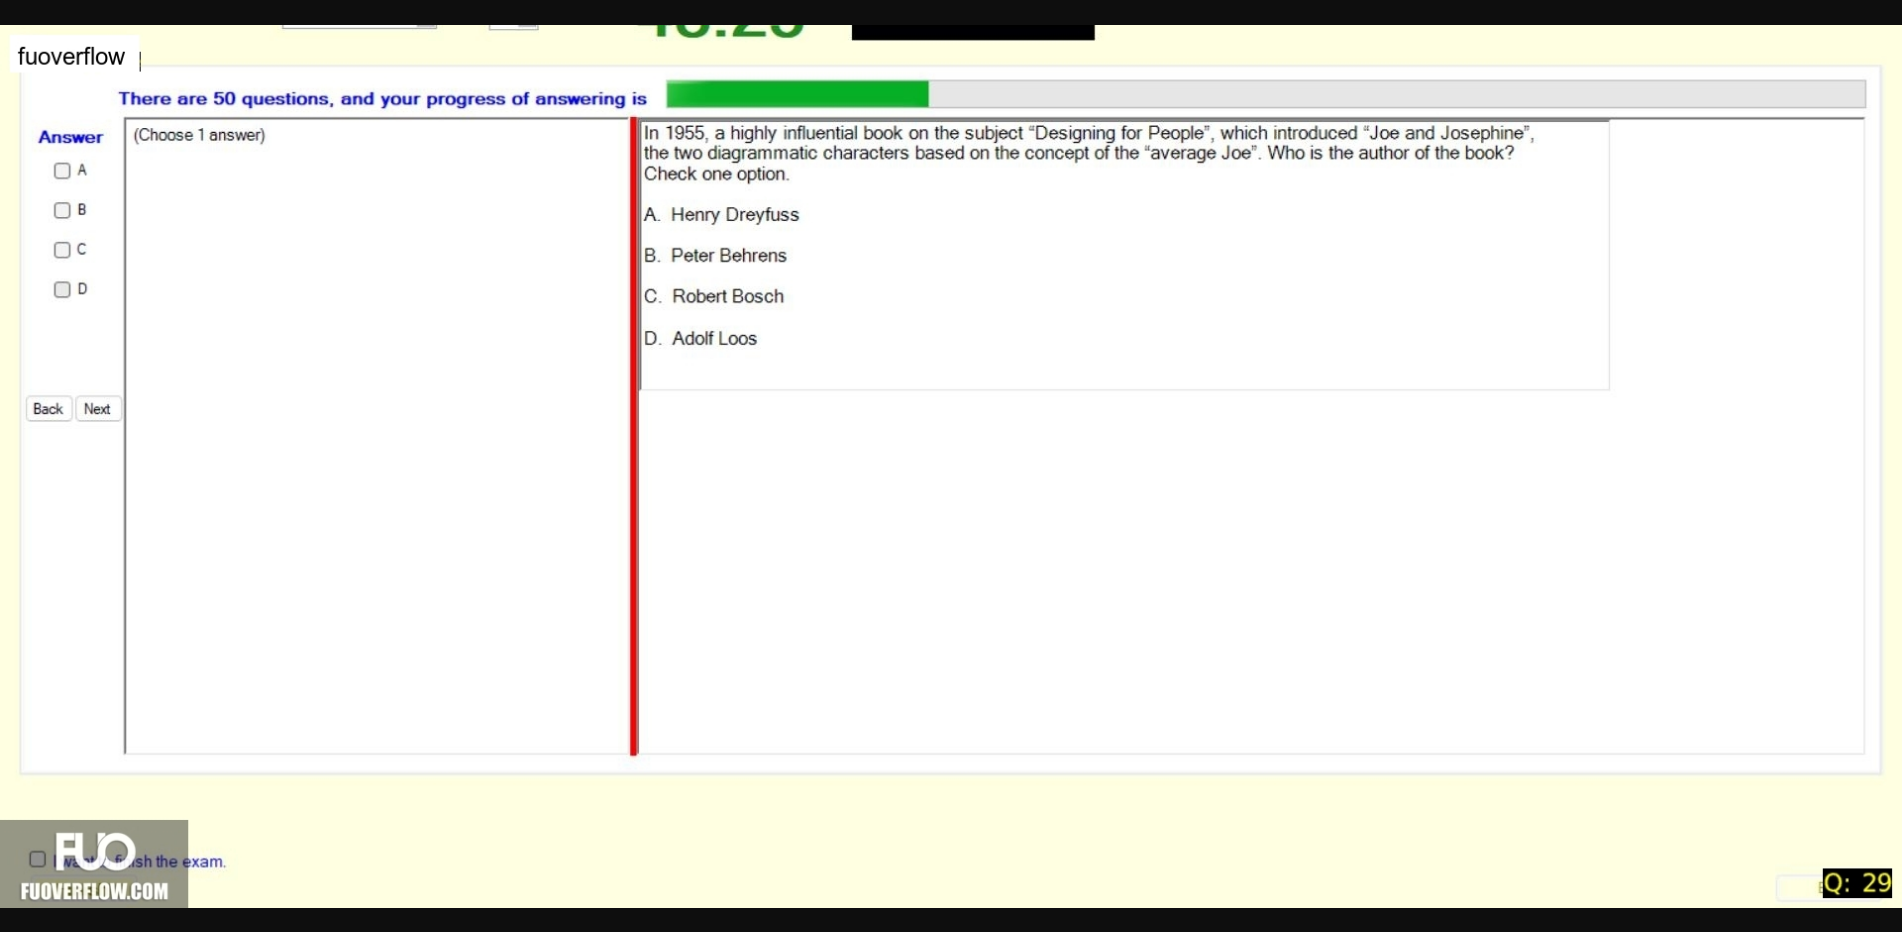 fuoverflow
There are 50 questions, and your progress of answering is
Answer
(Choose 1 answer)
A
B
C
D
Back Next
In 1955, a highly influential book on the subject “Designing for People”, which introduced “Joe and Josephine”,
the two diagrammatic characters based on the concept of the “average Joe”. Who is the author of the book?
Check one option.
A. Henry Dreyfuss
B. Peter Behrens
C. Robert Bosch
D. Adolf Loos
FUO
the exam.
FUOVERFLOW.COM
Q: 29